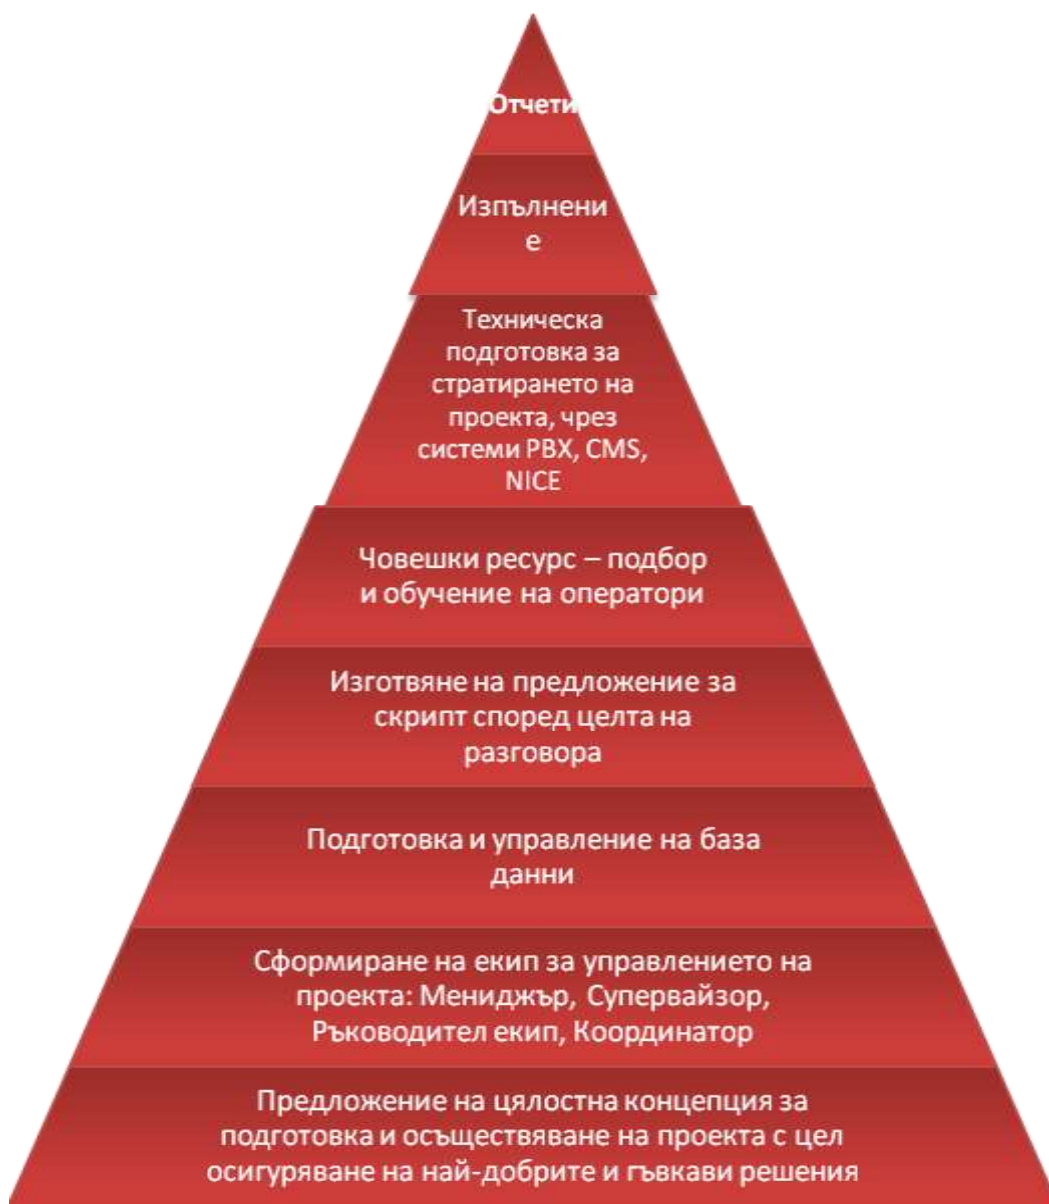 Отчети
Изпълнени
е
Техническа
подготовка за
стратирането на
проекта, чрез
системи PBX, CMS,
NICE
Човешки ресурс – подбор
и обучение на оператори
Изготвяне на предложение за
скрипт според целта на
разговора
Подготовка и управление на база
данни
Сформиране на екип за управлението на
проекта: Мениджър, Супервайзор,
Ръководител екип, Координатор
Предложение на цялостна концепция за
подготовка и осъществяване на проекта с цел
осигуряване на най-добрите и гъвкави решения